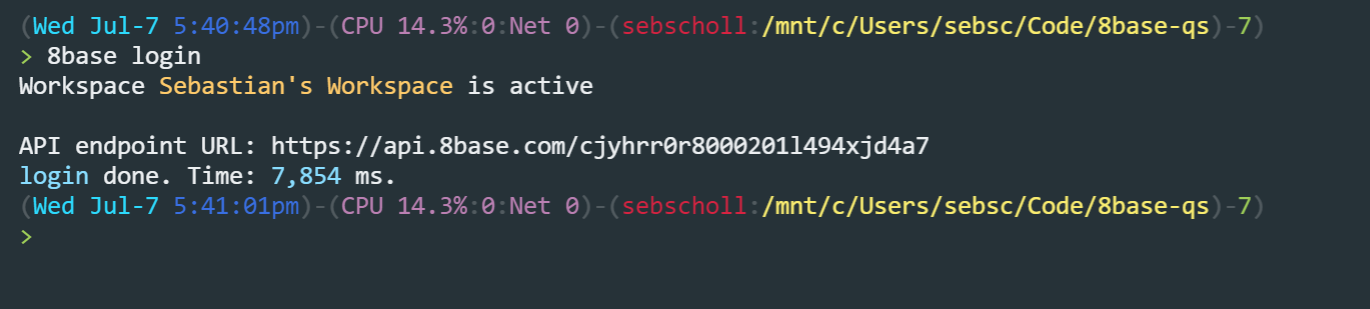 (Wed Jul-7 5:40:48pm)-(CPU 14.3%:0:Net 0)-(sebscholl:/mnt/c/Users/sebsc/Code/8base-qs)-7)
> 8base login
Workspace Sebastian's Workspace is active
API endpoint URL: https://api.8base.com/cjyhrr0r8000201l494xjd4a7
login done. Time: 7,854 ms.
(Wed Jul-7 5:41:01pm)-(CPU 14.3%:0:Net 0)-(sebscholl:/mnt/c/Users/sebsc/Code/8base-qs)-7)
>